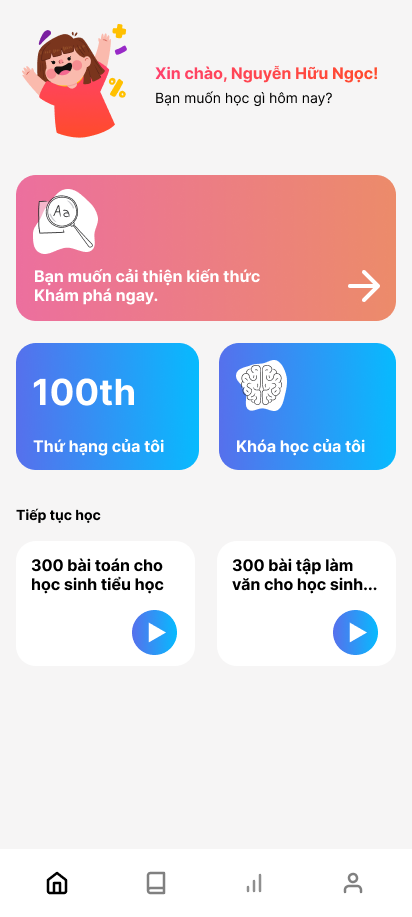 Xin chào, Nguyễn Hữu Ngọc!
Bạn muốn học gì hôm nay?
Aa
Bạn muốn cải thiện kiến thức
Khám phá ngay.
100th
Thứ hạng của tôi
Khóa học của tôi
Tiếp tục học
300 bài toán cho
học sinh tiểu học
300 bài tập làm
văn cho học sinh...